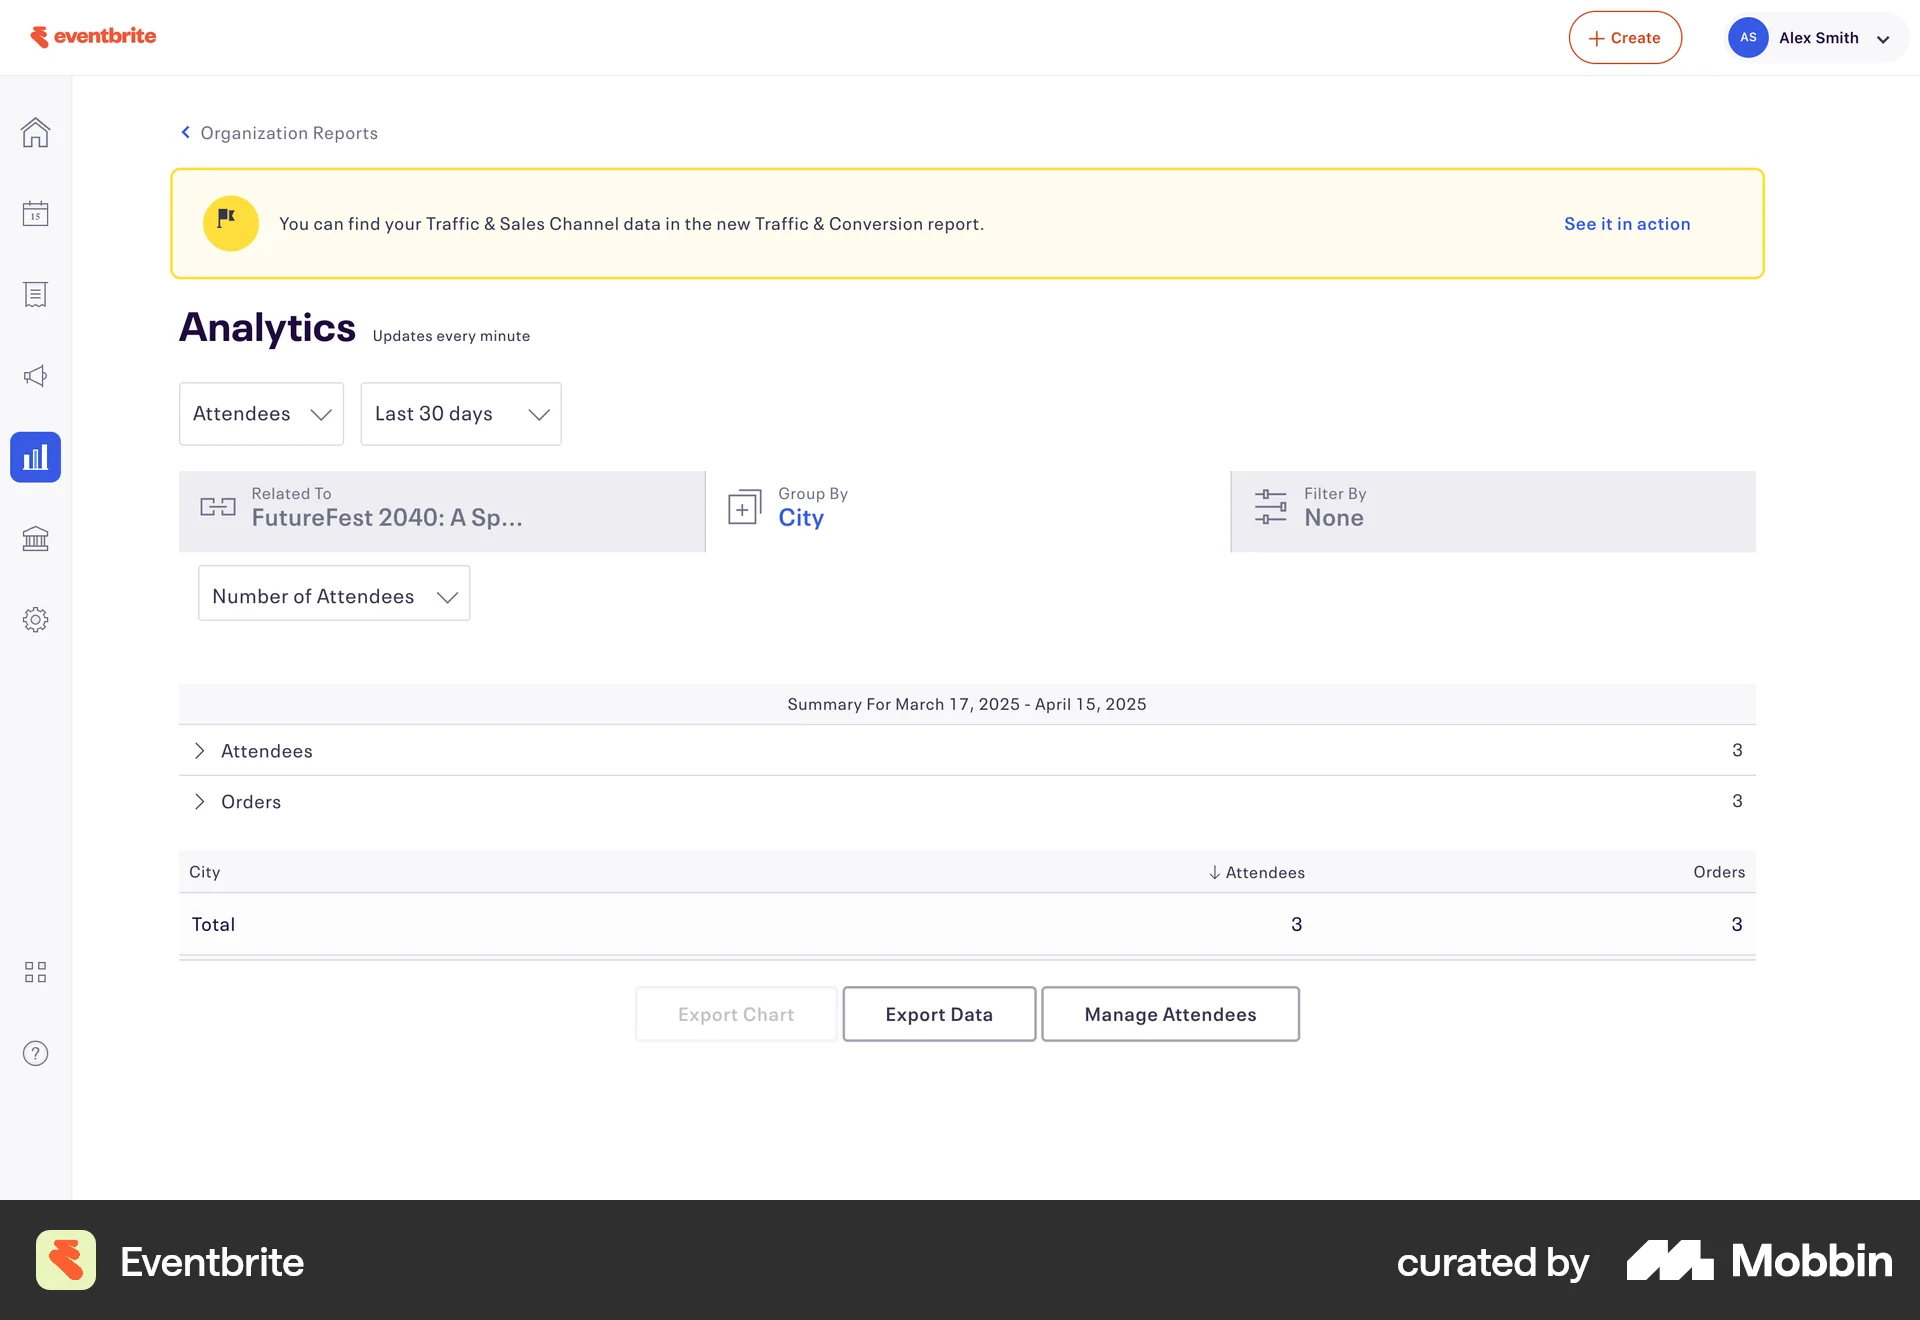 eventbrite
Create
AS
Alex Smith
Organization Reports
15
You can find your Traffic & Sales Channel data in the new Traffic & Conversion report.
See it in action
Analytics
Updates every minute
Attendees
Last 30 days
Related To
FutureFest 2040: A Sp...
Group By
City
Filter By
None
Number of Attendees
Summary For March 17, 2025 - April 15, 2025
Attendees 3
Orders 3
City Attendees Orders
Total 3 3
Export Chart
Export Data
Manage Attendees
?
Eventbrite
curated by Mobbin